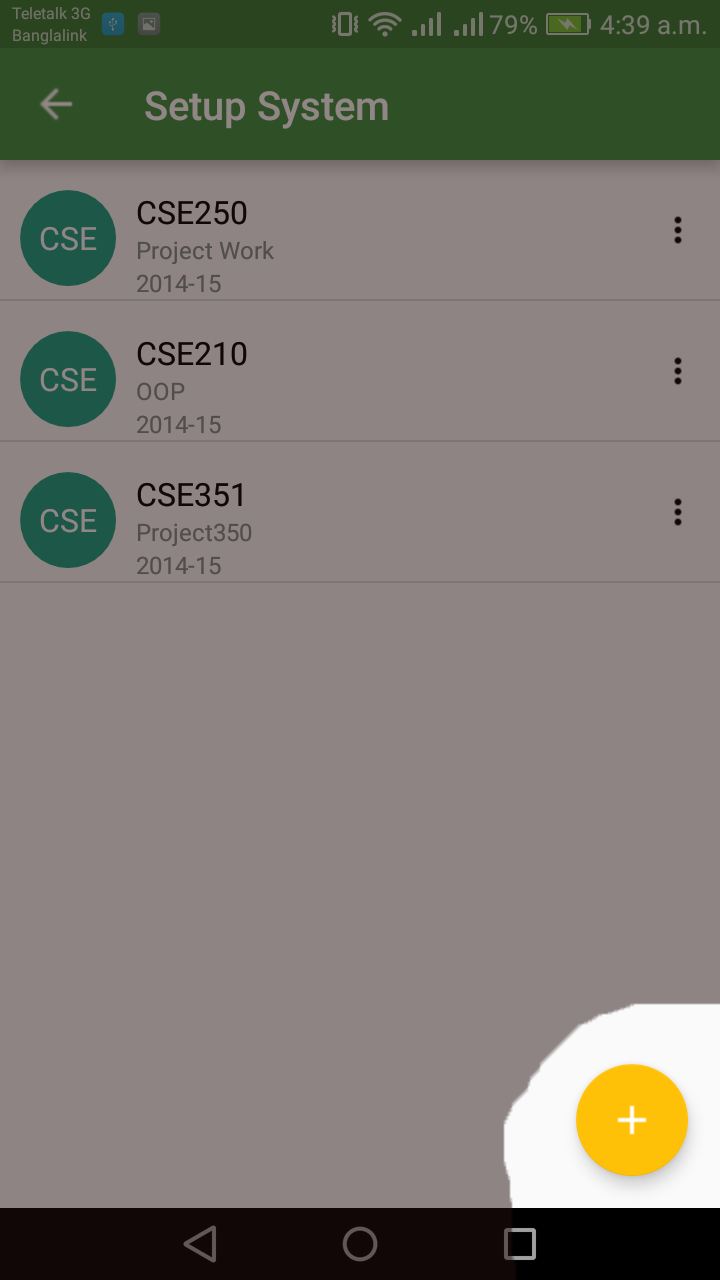 Teletalk 3G
Banglalink
79%
4:39 a.m.
Setup System
CSE
CSE250
Project Work
2014-15
CSE
CSE210
OOP
2014-15
CSE
CSE351
Project350
2014-15
+